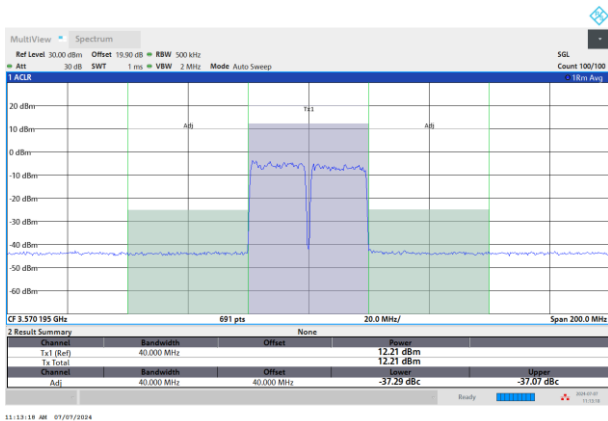 MultiView Spectrum
Ref Level 30.00 dBm Offset 19.90 dB RBW 500 kHz SGL
Att 30 dB SWT 1 ms VBW 2 MHz Mode Auto Sweep Count 100/100
1 ACLR 1Rm Avg
Tx1
Adj Adj
20 dBm
10 dBm
0 dBm
-10 dBm
-20 dBm
-30 dBm
-40 dBm
-50 dBm
-60 dBm
CF 3.570 195 GHz 691 pts 20.0 MHz/ Span 200.0 MHz
2 Result Summary None
Channel Bandwidth Offset Power
Tx1 (Ref) 40.000 MHz 12.21 dBm
Tx Total 12.21 dBm
Channel Bandwidth Offset Lower Upper
Adj 40.000 MHz 40.000 MHz -37.29 dBc -37.07 dBc
Ready 2024-07-07
11:13:18
11:13:18 AM 07/07/2024